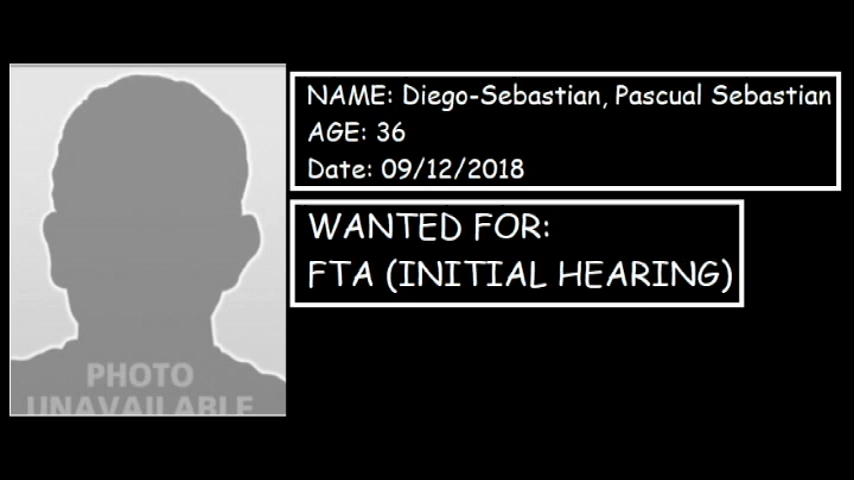 NAME: Diego-Sebastian, Pascual Sebastian
AGE: 36
Date: 09/12/2018
WANTED FOR:
FTA (INITIAL HEARING)
PHOTO
UNAVAILABLE